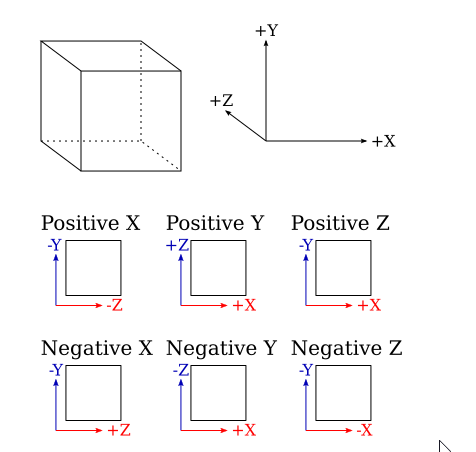 +Y
+Z
+X
Positive X Positive Y Positive Z
-Y +Z -Y
-Z +X +X
Negative X Negative Y Negative Z
-Y -Z -Y
+Z +X -X